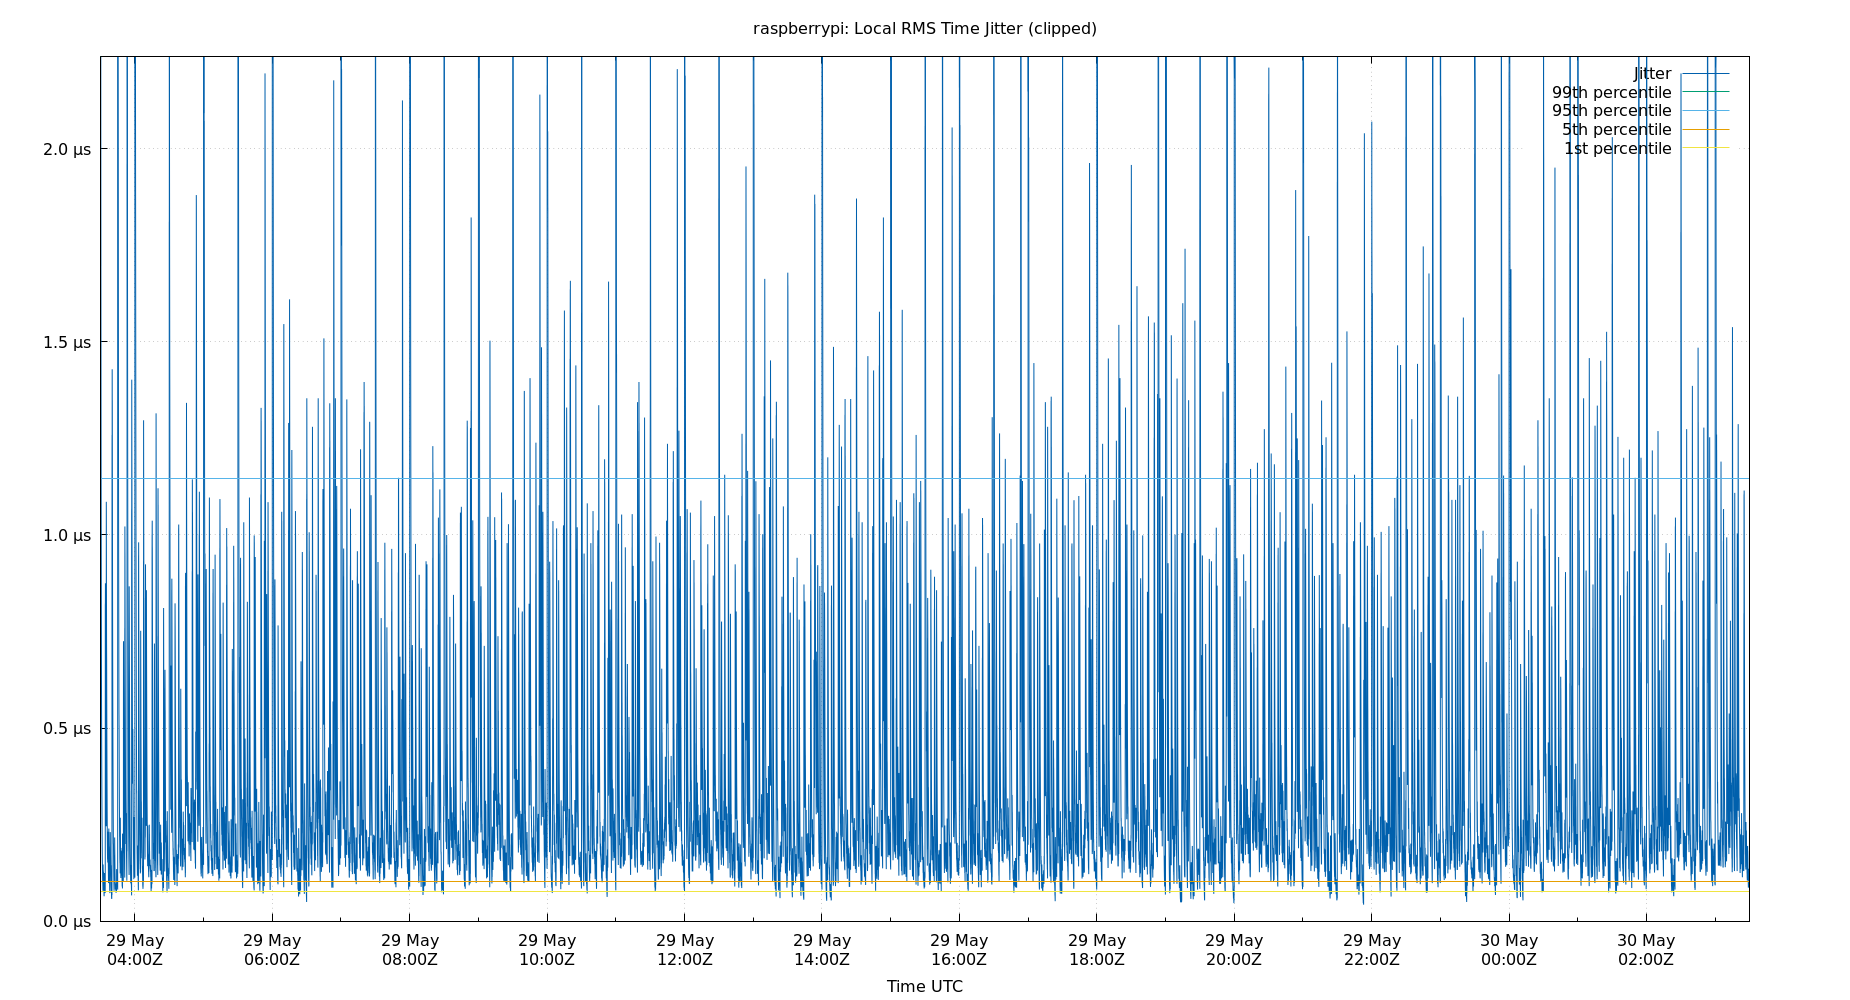 raspberrypi: Local RMS Time Jitter (clipped)
Jitter
99th percentile
95th percentile
5th percentile
1st percentile
2.0 µs
1.5 µs
1.0 µs
0.5 µs
0.0 µs
29 May 29 May 29 May 29 May 29 May 29 May 29 May 29 May 29 May 29 May 30 May 30 May
04:00Z 06:00Z 08:00Z 10:00Z 12:00Z 14:00Z 16:00Z 18:00Z 20:00Z 22:00Z 00:00Z 02:00Z
Time UTC